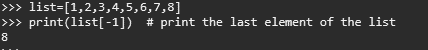 >>> list=[1,2,3,4,5,6,7,8]
>>> print(list[-1])  # print the last element of the list
8